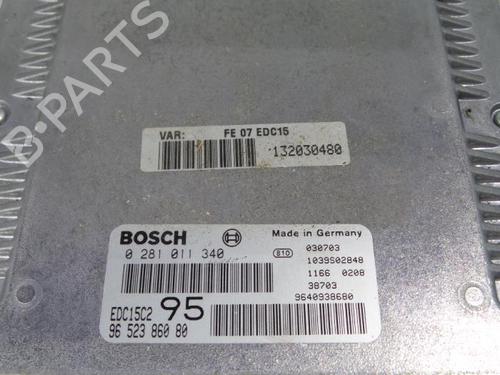 VAR: FE 07 EDC15
132030480
BOSCH Made in Germany
0 281 011 340 810 030703
1039S02848
1166 0208
EDC15C2 95 38703
96 523 860 80 9640938680